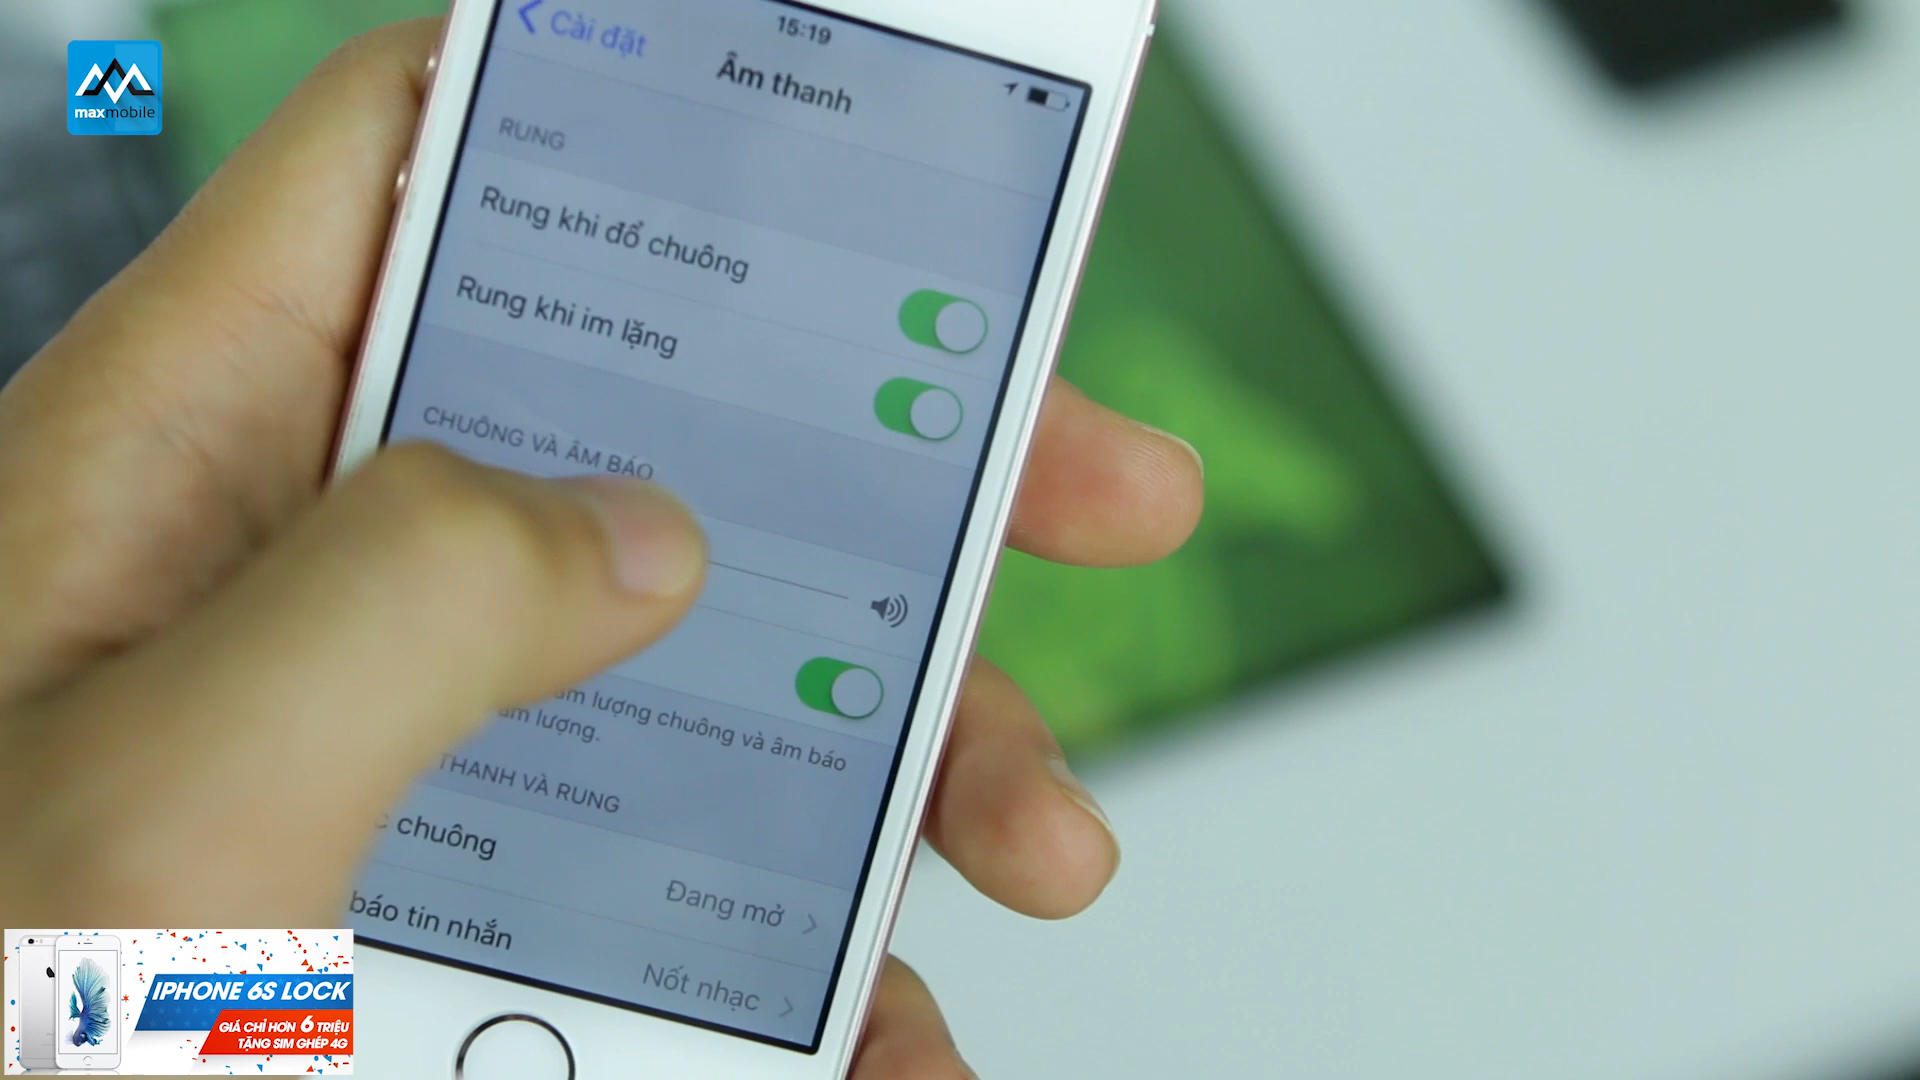 maxmobile
15:19
Cài đặt
Âm thanh
RUNG
Rung khi đổ chuông
Rung khi im lặng
CHUÔNG VÀ ÂM BÁO
lượng chuông và âm báo
lượng.
THANH VÀ RUNG
chuông
Đang mở
báo tin nhắn
Nốt nhạc
IPHONE 6S LOCK
GIÁ CHỈ HƠN 6 TRIỆU
TẶNG SIM GHÉP 4G